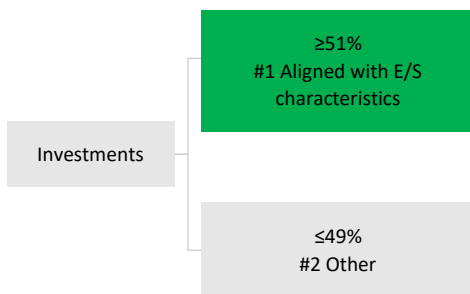 ≥51%
#1 Aligned with E/S
characteristics
Investments
≤49%
#2 Other